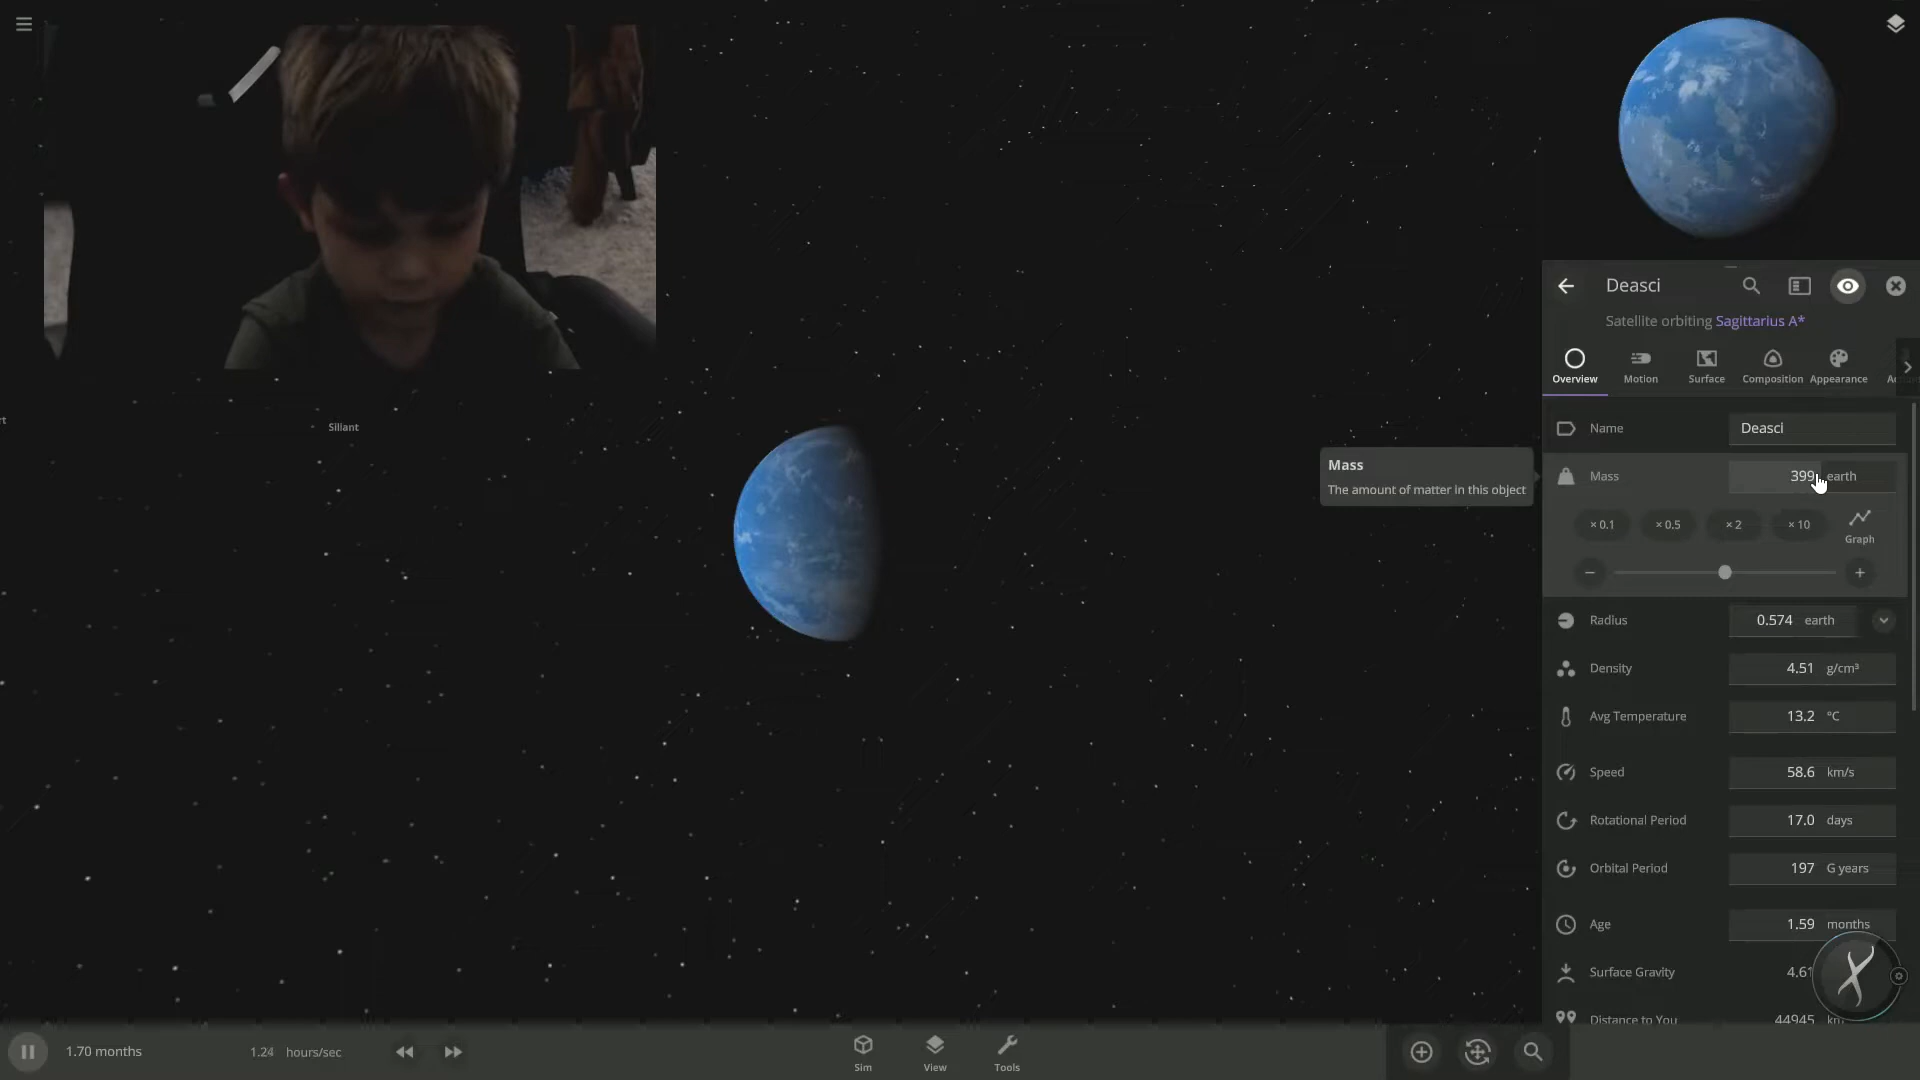 Deasci
Satellite orbiting Sagittarius A*
Overview
Motion
Surface
Composition
Appearance
Name
Deasci
Siliant
Mass
The amount of matter in this object
Mass
399 earth
× 0.1
× 0.5
× 2
× 10
Graph
Radius
0.574 earth
Density
4.51 g/cm³
Avg Temperature
13.2 °C
Speed
58.6 km/s
Rotational Period
17.0 days
Orbital Period
197 G years
Age
1.59 months
Surface Gravity
4.61
Distance to You
44945
1.70 months
1.24 hours/sec
Sim
View
Tools